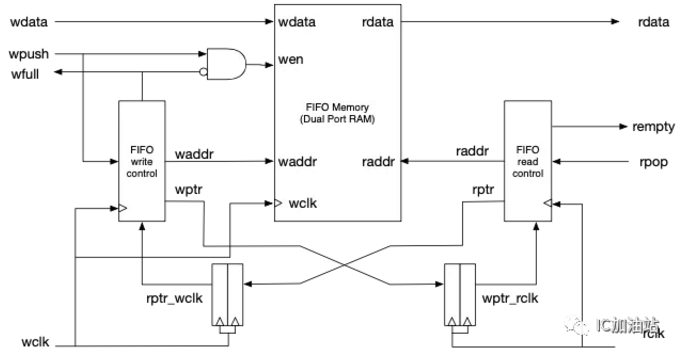 wdata
wdata
rdata
rdata
wpush
wen
wfull
FIFO Memory
(Dual Port RAM)
FIFO
write
control
waddr
waddr
raddr
raddr
FIFO
read
control
rempty
rpop
wptr
wclk
rptr
rptr_wclk
wptr_rclk
wclk
IC加油站
rclk